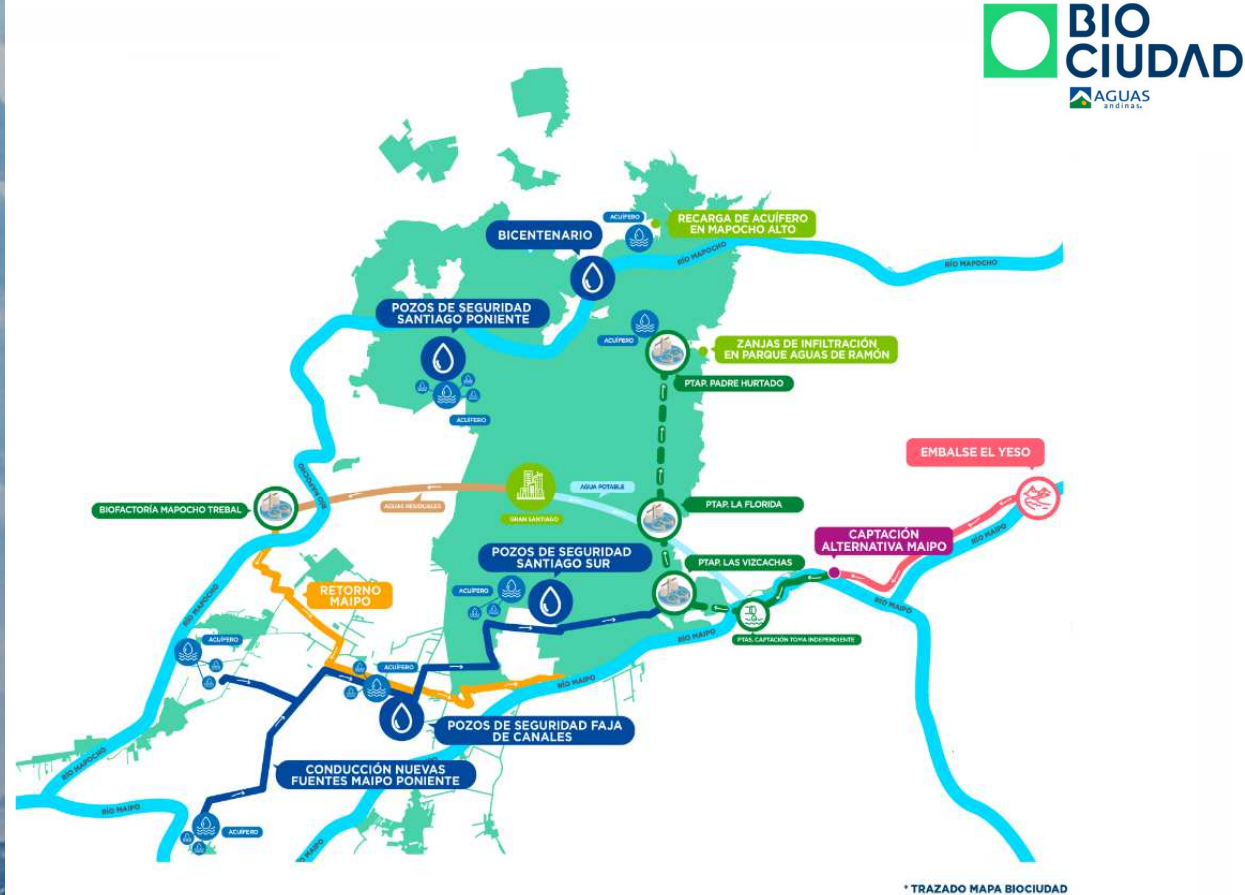 BIO
CIUDAD
AGUAS
andinas.
ACUÍFERO
RECARGA DE ACUÍFERO
EN MAPOCHO ALTO
BICENTENARIO
RÍO MAPOCHO
RÍO MAPOCHO
POZOS DE SEGURIDAD
SANTIAGO PONIENTE
ACUÍFERO
ZANJAS DE INFILTRACIÓN
EN PARQUE AGUAS DE RAMÓN
PTAP. PADRE HURTADO
ACUÍFERO
EMBALSE EL YESO
RÍO MAPOCHO
AGUA POTABLE
BIOFACTORÍA MAPOCHO TREBAL
AGUAS RESIDUALES
GRAN SANTIAGO
PTAP. LA FLORIDA
CAPTACIÓN
ALTERNATIVA MAIPO
RÍO MAIPO
POZOS DE SEGURIDAD
SANTIAGO SUR
PTAP. LAS VIZCACHAS
RETORNO
MAIPO
ACUÍFERO
RÍO MAIPO
RÍO MAPOCHO
RÍO MAIPO
PTAS. CAPTACIÓN TOMA INDEPENDIENTE
ACUÍFERO
ACUÍFERO
RÍO MAIPO
POZOS DE SEGURIDAD FAJA
DE CANALES
RÍO MAPOCHO
CONDUCCIÓN NUEVAS
FUENTES MAIPO PONIENTE
RÍO MAIPO
ACUÍFERO
* TRAZADO MAPA BIOCIUDAD